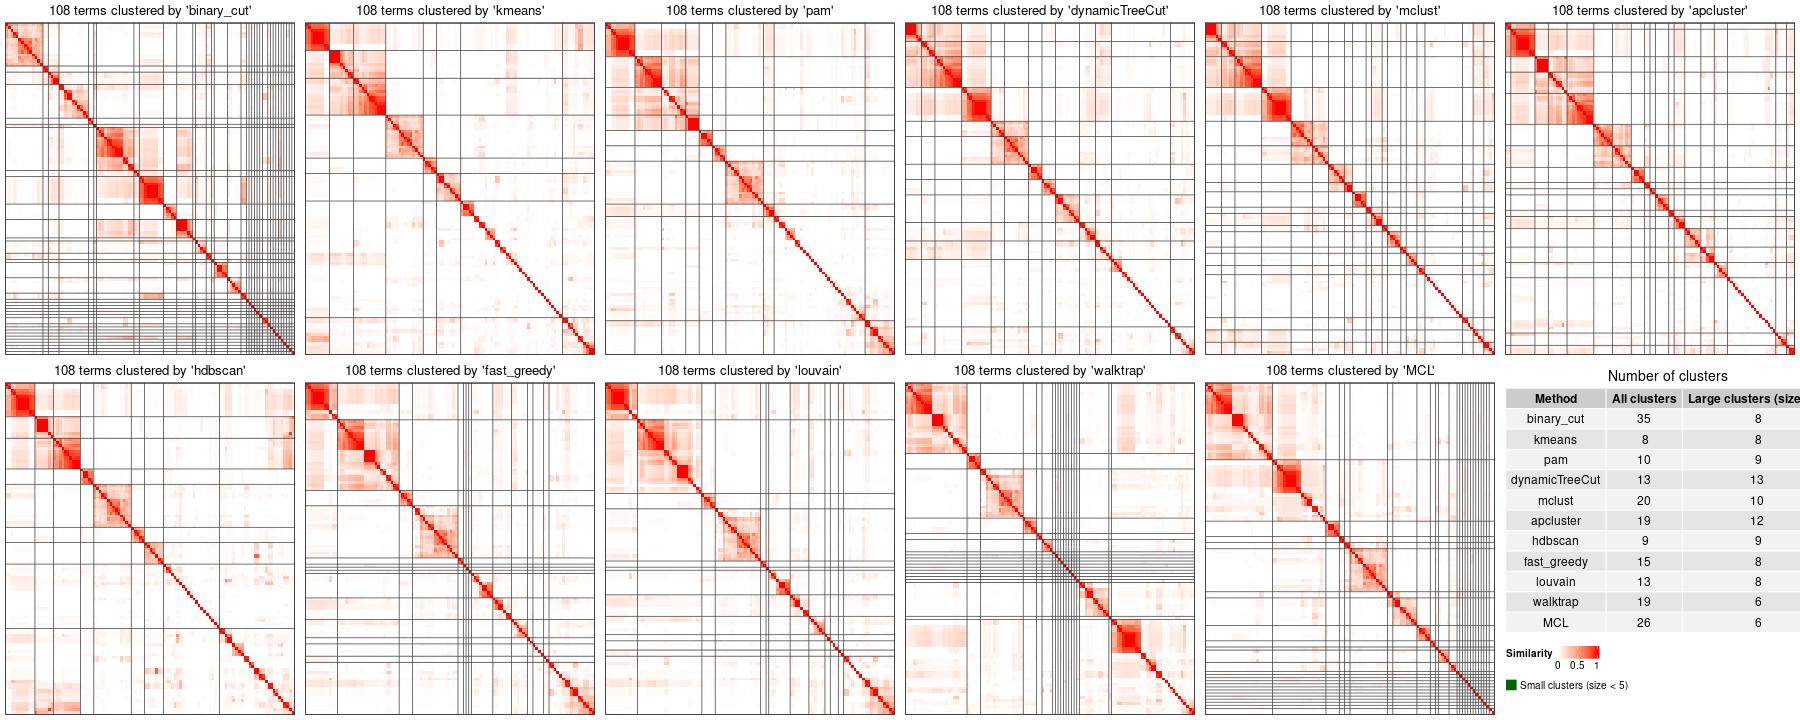 108 terms clustered by 'binary_cut'
108 terms clustered by 'kmeans'
108 terms clustered by 'pam'
108 terms clustered by 'dynamicTreeCut'
108 terms clustered by 'mclust'
108 terms clustered by 'apcluster'
108 terms clustered by 'hdbscan'
108 terms clustered by 'fast_greedy'
108 terms clustered by 'louvain'
108 terms clustered by 'walktrap'
108 terms clustered by 'MCL'
Number of clusters
Method All clusters Large clusters (size
binary_cut 35 8
kmeans 8 8
pam 10 9
dynamicTreeCut 13 13
mclust 20 10
apcluster 19 12
hdbscan 9 9
fast_greedy 15 8
louvain 13 8
walktrap 19 6
MCL 26 6
Similarity
0 0.5 1
Small clusters (size < 5)